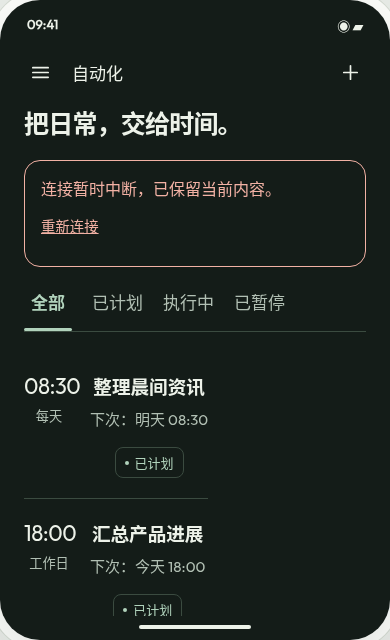 09:41
自动化
把日常，交给时间。
连接暂时中断，已保留当前内容。
重新连接
全部 已计划 执行中 已暂停
08:30 整理晨间资讯
每天 下次：明天 08:30
已计划
18:00 汇总产品进展
工作日 下次：今天 18:00
已计划